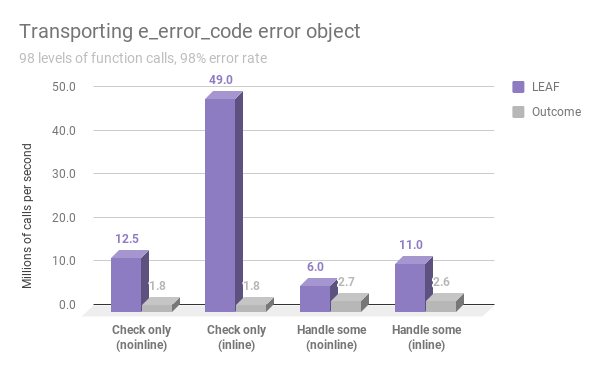 Transporting e_error_code error object
98 levels of function calls, 98% error rate
LEAF
Outcome
Millions of calls per second
50.0
40.0
30.0
20.0
10.0
0.0
12.5
1.8
49.0
1.8
6.0
2.7
11.0
2.6
Check only
(noinline)
Check only
(inline)
Handle some
(noinline)
Handle some
(inline)